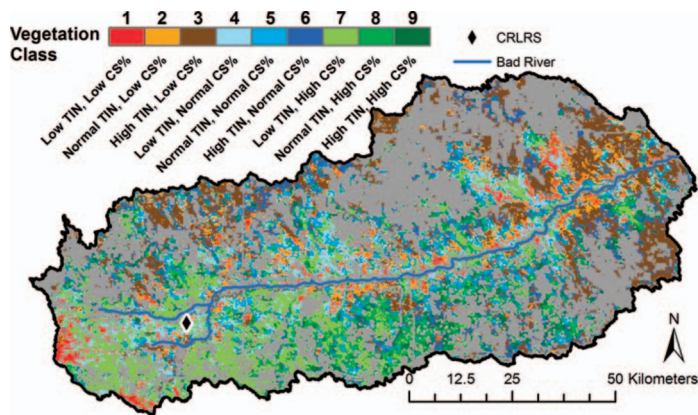 1 2 3 4 5 6 7 8 9
Vegetation
Class
Low TIN, Low CS%
Normal TIN, Low CS%
High TIN, Low CS%
Low TIN, Normal CS%
Normal TIN, Normal CS%
High TIN, Normal CS%
Low TIN, High CS%
Normal TIN, High CS%
High TIN, High CS%
CRLRS
Bad River
N
0 12.5 25 50 Kilometers